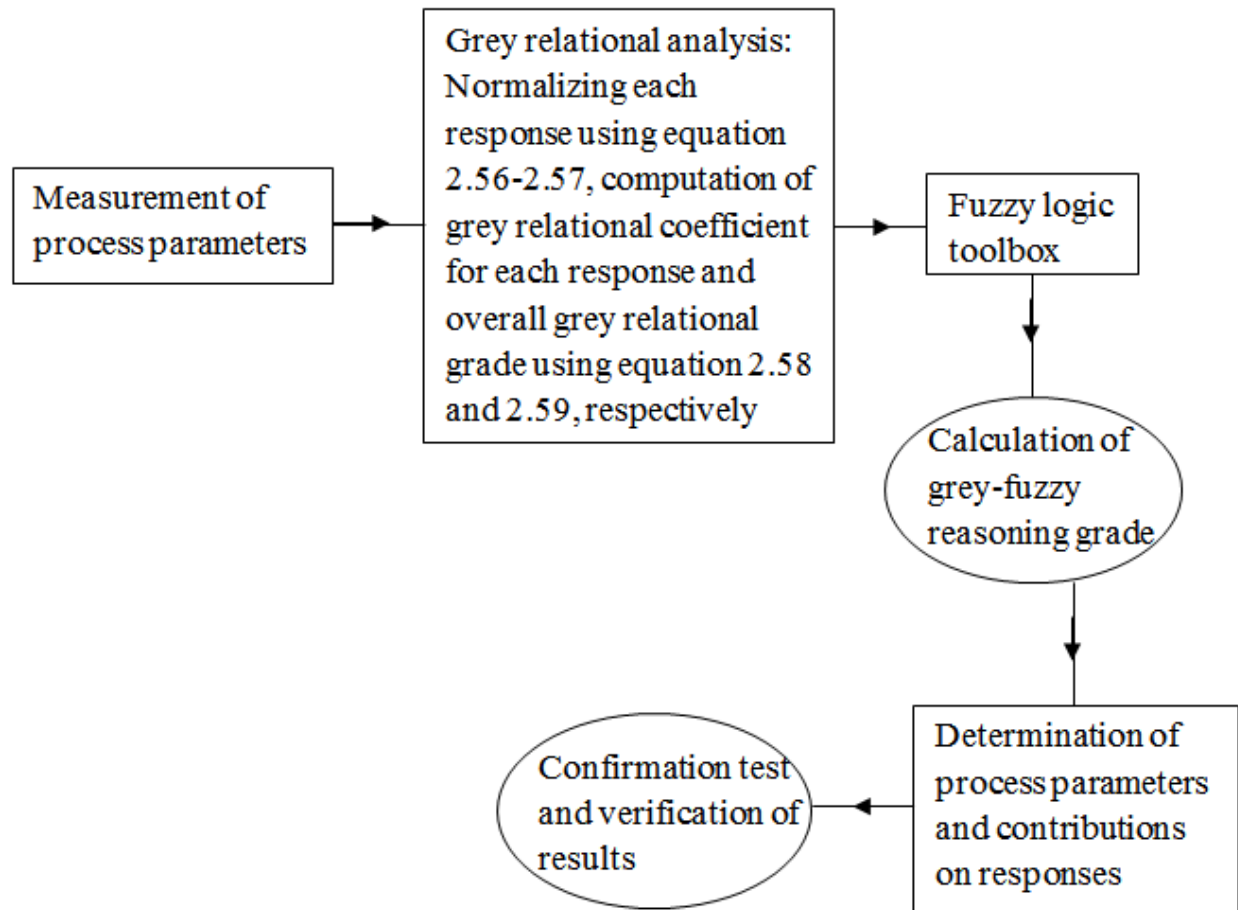 Measurement of
process parameters
Grey relational analysis:
Normalizing each
response using equation
2.56-2.57, computation of
grey relational coefficient
for each response and
overall grey relational
grade using equation 2.58
and 2.59, respectively
Fuzzy logic
toolbox
Calculation of
grey-fuzzy
reasoning grade
Determination of
process parameters
and contributions
on responses
Confirmation test
and verification of
results